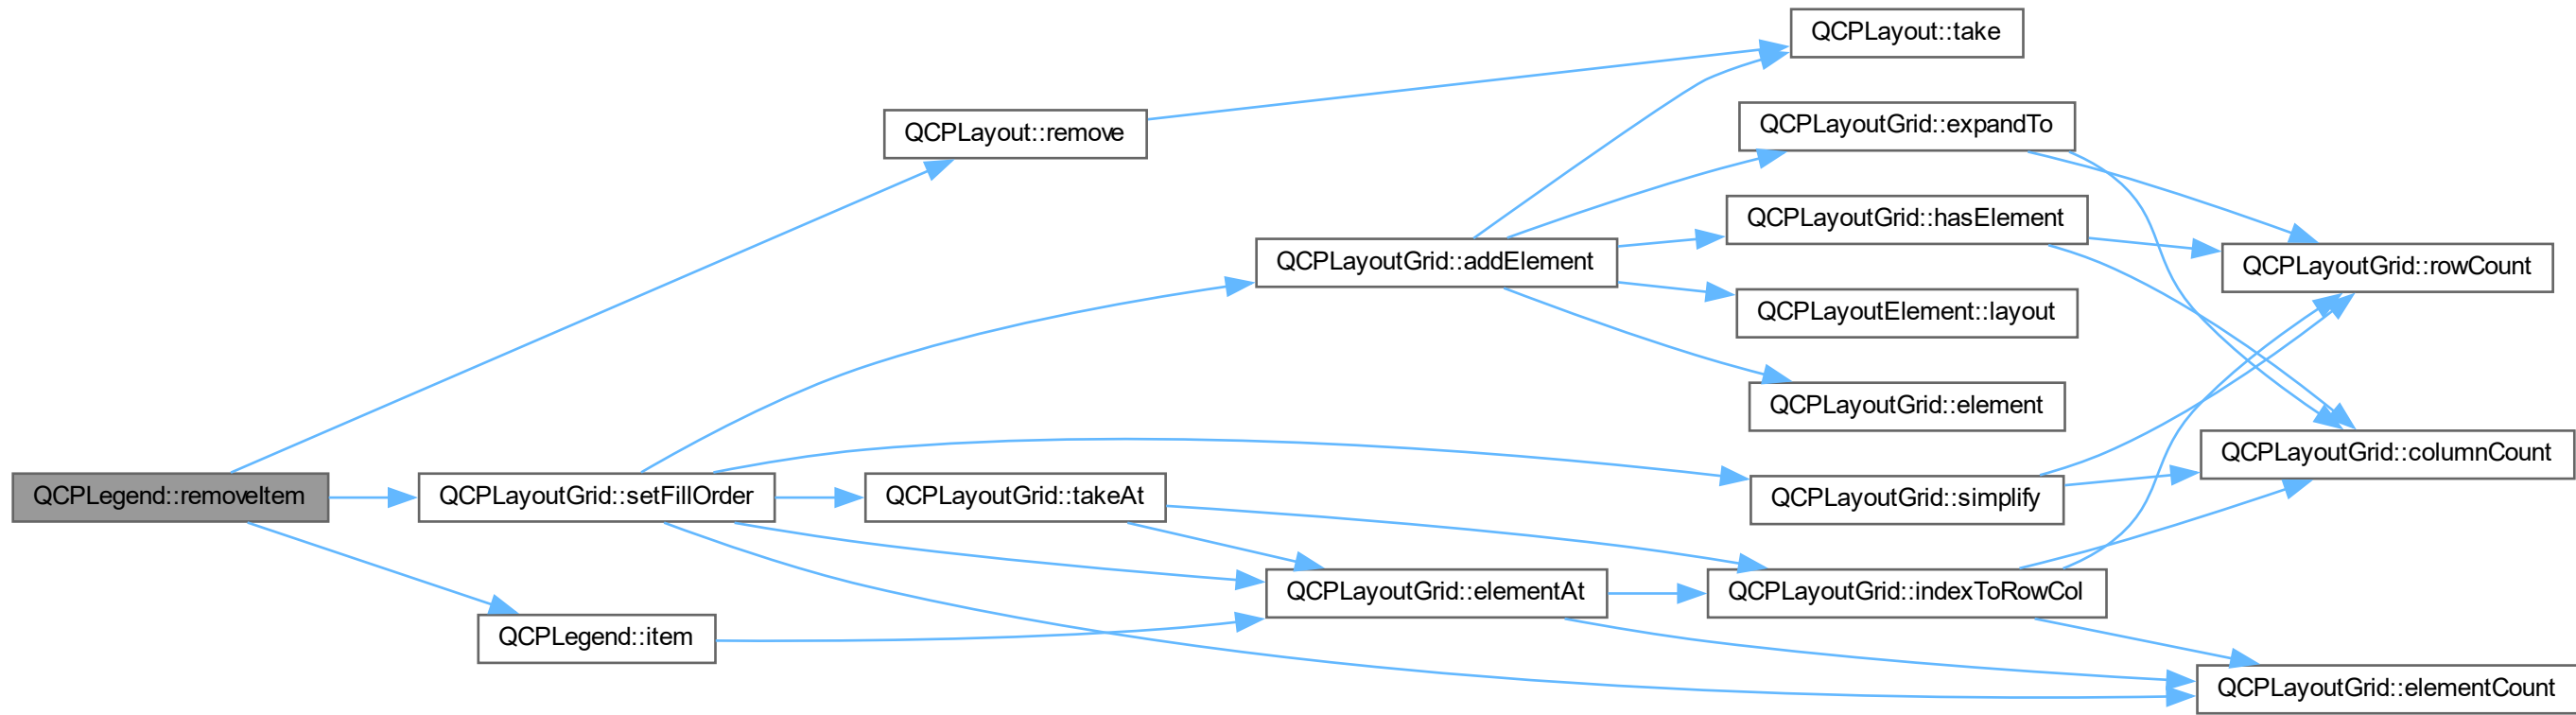 QCPLayout::take
QCPLayoutGrid::expandTo
QCPLayout::remove
QCPLayoutGrid::hasElement
QCPLayoutGrid::addElement
QCPLayoutGrid::rowCount
QCPLayoutElement::layout
QCPLayoutGrid::element
QCPLayoutGrid::columnCount
QCPLegend::removeItem
QCPLayoutGrid::setFillOrder
QCPLayoutGrid::takeAt
QCPLayoutGrid::simplify
QCPLayoutGrid::elementAt
QCPLayoutGrid::indexToRowCol
QCPLegend::item
QCPLayoutGrid::elementCount